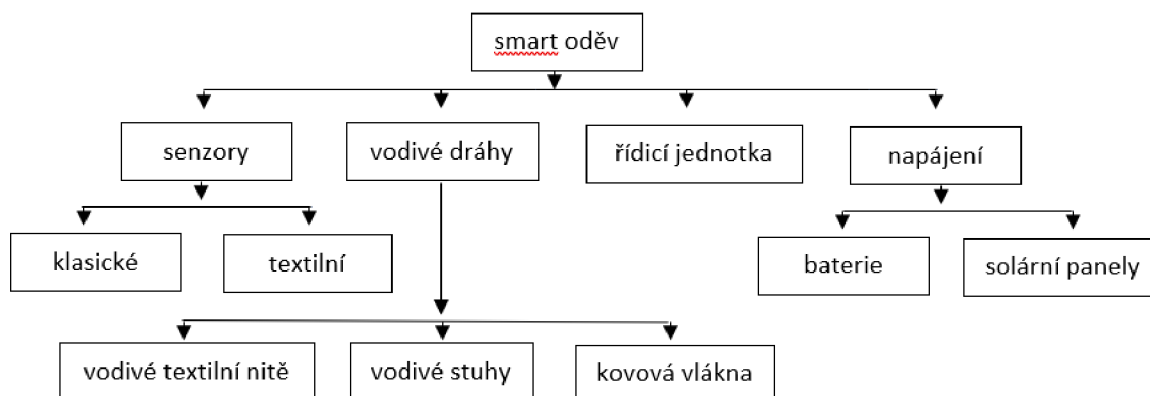 smart oděv
senzory
vodivé dráhy
řídicí jednotka
napájení
klasické
textilní
baterie
solární panely
vodivé textilní nitě
vodivé stuhy
kovová vlákna